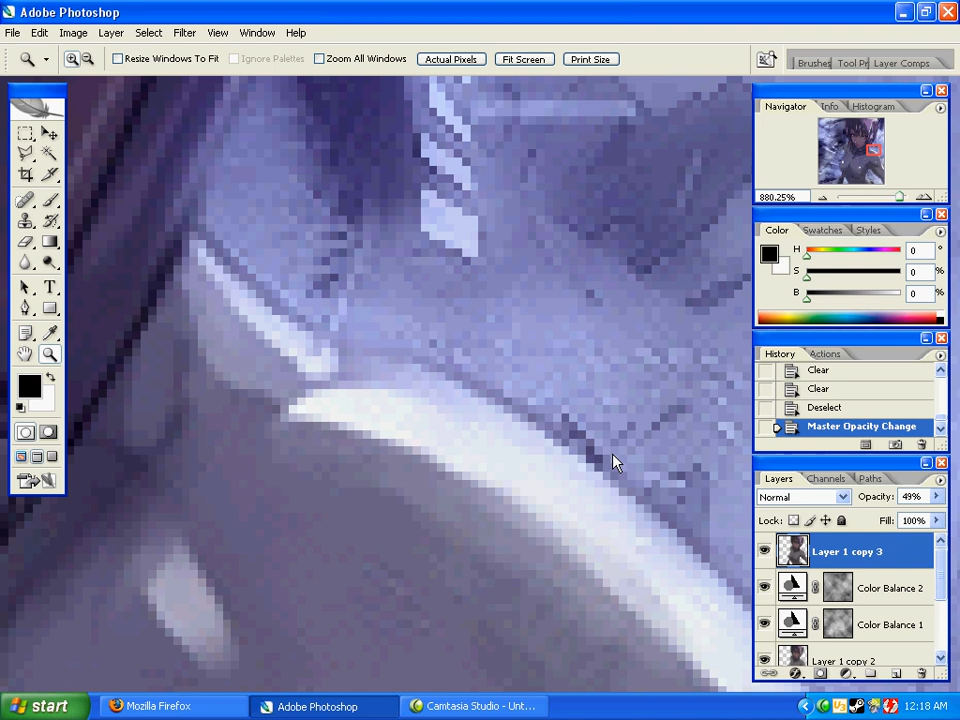 Adobe Photoshop
File Edit Image Layer Select Filter View Window Help
Resize Windows To Fit Ignore Palettes Zoom All Windows Actual Pixels Fit Screen Print Size Brushes Tool Pr Layer Comps
Navigator Info Histogram
880.25%
Color Swatches Styles
H 0 °
S 0 %
B 0 %
History Actions
Clear
Clear
Deselect
Master Opacity Change
Layers Channels Paths
Normal Opacity: 49%
Lock: Fill: 100%
Layer 1 copy 3
Color Balance 2
Color Balance 1
Layer 1 copy 2
T
start Mozilla Firefox Adobe Photoshop Camtasia Studio - Unt... 12:18 AM